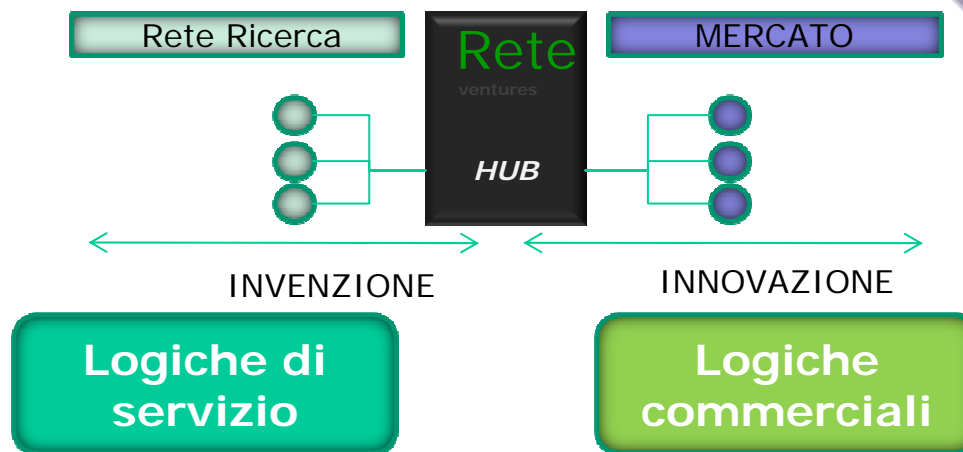 Rete Ricerca
Rete
ventures
HUB
MERCATO
INVENZIONE
INNOVAZIONE
Logiche di
servizio
Logiche
commerciali